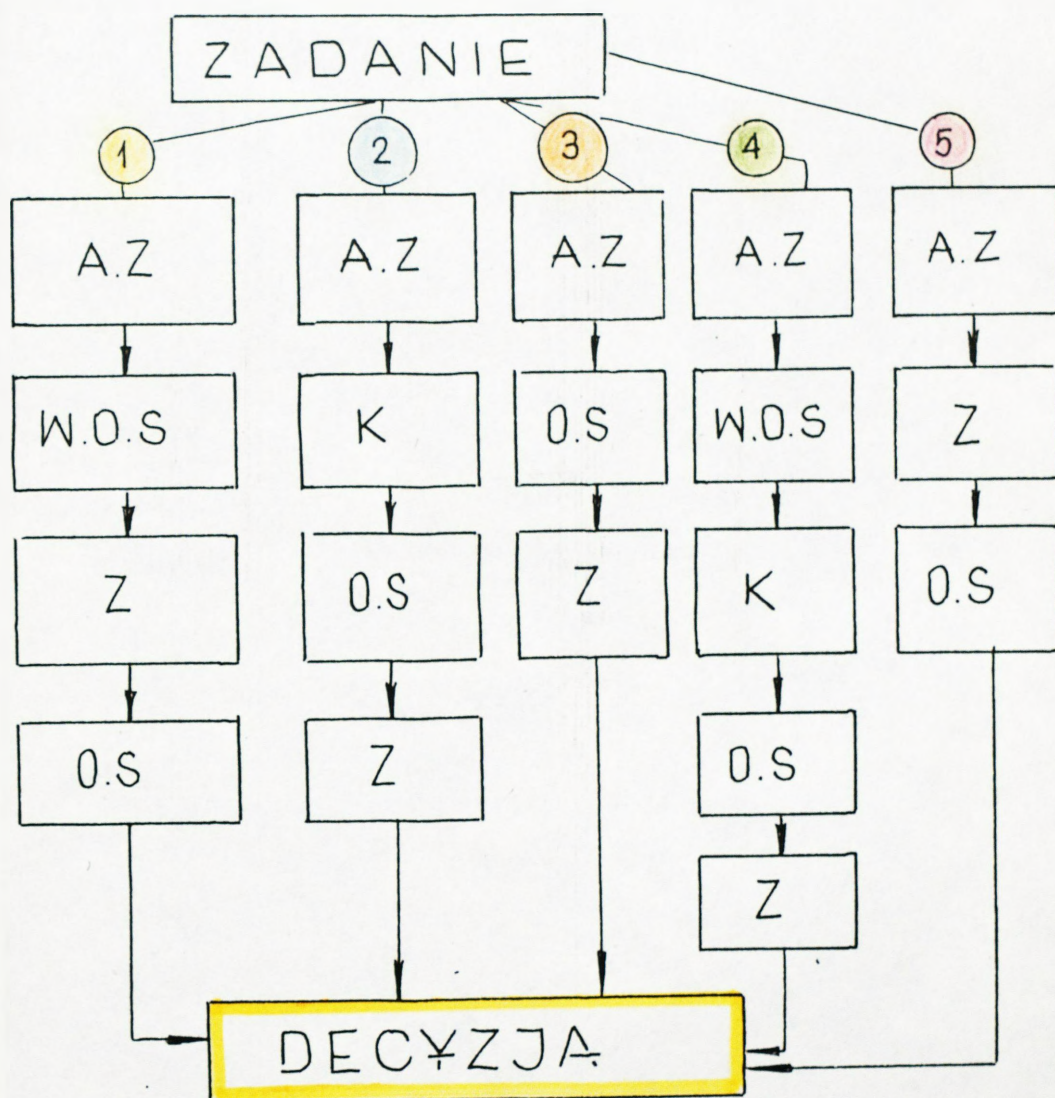 ZADANIE
1 2 3 4 5
A.Z A.Z A.Z A.Z A.Z
W.O.S K O.S W.O.S Z
Z O.S Z K O.S
O.S Z O.S
Z
DECYZJA